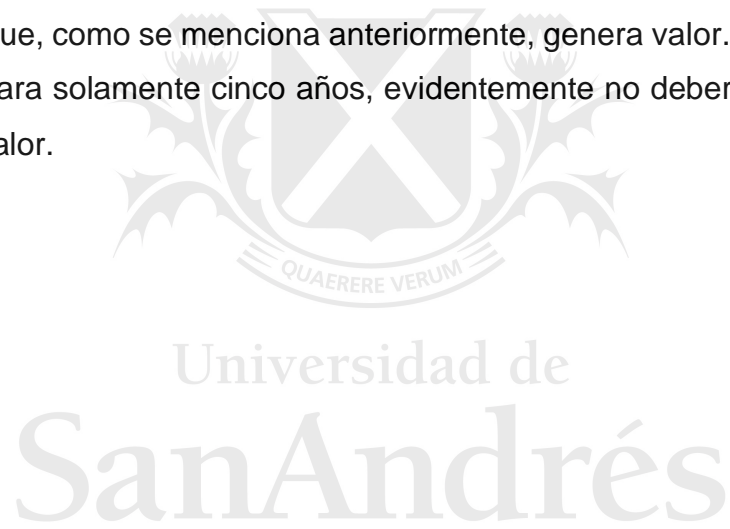 ue, como se menciona anteriormente, genera valor.
ara solamente cinco años, evidentemente no deber
alor.
QUAERERE VERUM
Universidad de
SanAndrés